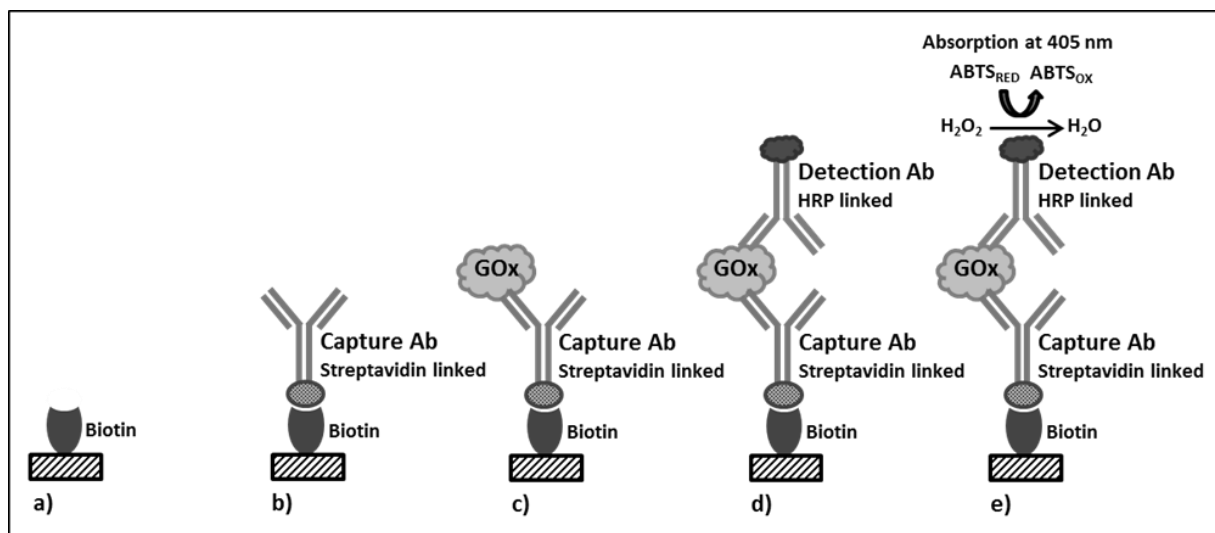 Absorption at 405 nm
ABTSRED ABTSOX
H2O2 H2O
Detection Ab
HRP linked
Detection Ab
HRP linked
GOx
GOx
GOx
Capture Ab
Streptavidin linked
Capture Ab
Streptavidin linked
Capture Ab
Streptavidin linked
Capture Ab
Streptavidin linked
Biotin
Biotin
Biotin
Biotin
Biotin
a)
b)
c)
d)
e)